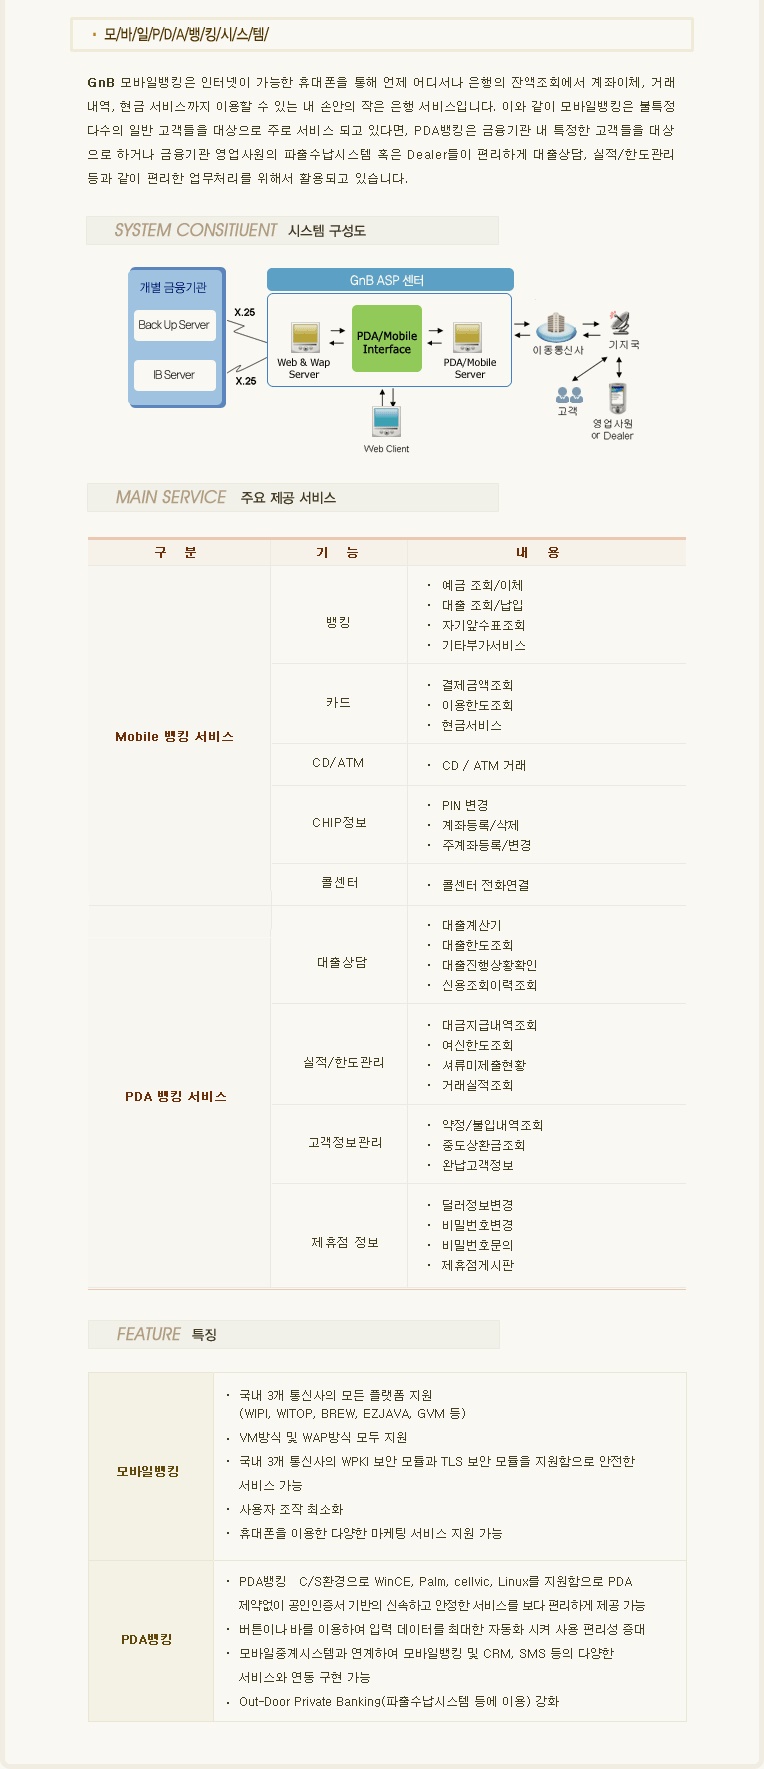 · 모/바/일/P/D/A/뱅/킹/시/스/템/
GnB 모바일뱅킹은 인터넷이 가능한 휴대폰을 통해 언제 어디서나 은행의 잔액조회에서 계좌이체, 거래
내역, 현금 서비스까지 이용할 수 있는 내 손안의 작은 은행 서비스입니다. 이와 같이 모바일뱅킹은 불특정
다수의 일반 고객들을 대상으로 주로 서비스 되고 있다면, PDA뱅킹은 금융기관 내 특정한 고객들을 대상
으로 하거나 금융기관 영업사원의 파출수납시스템 혹은 Dealer들이 편리하게 대출상담, 실적/한도관리
등과 같이 편리한 업무처리를 위해서 활용되고 있습니다.
SYSTEM CONSITIUENT 시스템 구성도
개별 금융기관
Back Up Server
IB Server
X.25
X.25
GnB ASP 센터
Web & Wap
Server
PDA/Mobile
Interface
PDA/Mobile
Server
Web Client
이동통신사
기지국
고객
영업사원
or Dealer
MAIN SERVICE 주요 제공 서비스
구 분 기 능 내 용
Mobile 뱅킹 서비스
뱅킹
· 예금 조회/이체
· 대출 조회/납입
· 자기앞수표조회
· 기타부가서비스
카드
· 결제금액조회
· 이용한도조회
· 현금서비스
CD/ATM
· CD / ATM 거래
CHIP정보
· PIN 변경
· 계좌등록/삭제
· 주계좌등록/변경
콜센터
· 콜센터 전화연결
PDA 뱅킹 서비스
대출상담
· 대출계산기
· 대출한도조회
· 대출진행상황확인
· 신용조회이력조회
실적/한도관리
· 대금지급내역조회
· 여신한도조회
· 서류미제출현황
· 거래실적조회
고객정보관리
· 약정/불입내역조회
· 중도상환금조회
· 완납고객정보
제휴점 정보
· 딜러정보변경
· 비밀번호변경
· 비밀번호문의
· 제휴점게시판
FEATURE 특징
모바일뱅킹
· 국내 3개 통신사의 모든 플랫폼 지원
(WIPI, WITOP, BREW, EZJAVA, GVM 등)
· VM방식 및 WAP방식 모두 지원
· 국내 3개 통신사의 WPKI 보안 모듈과 TLS 보안 모듈을 지원함으로 안전한
서비스 가능
· 사용자 조작 최소화
· 휴대폰을 이용한 다양한 마케팅 서비스 지원 가능
PDA뱅킹
· PDA뱅킹 C/S환경으로 WinCE, Palm, cellvic, Linux를 지원함으로 PDA
제약없이 공인인증서 기반의 신속하고 안정한 서비스를 보다 편리하게 제공 가능
· 버튼이나 바를 이용하여 입력 데이터를 최대한 자동화 시켜 사용 편리성 증대
· 모바일중계시스템과 연계하여 모바일뱅킹 및 CRM, SMS 등의 다양한
서비스와 연동 구현 가능
· Out-Door Private Banking(파출수납시스템 등에 이용) 강화